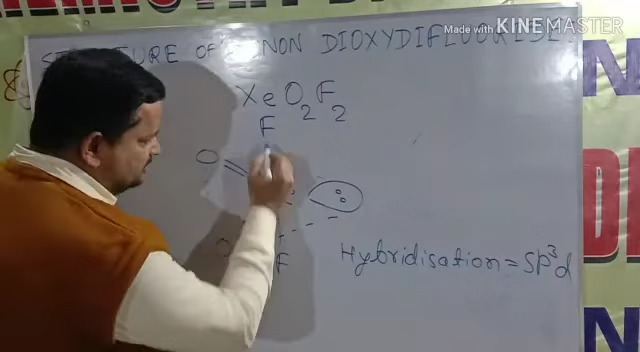 Made with KINEMASTER
STRUCTURE OF XENON DIOXYDIFLUORIDE
XeO2F2
F
O
F
Hybridisation = Sp³d